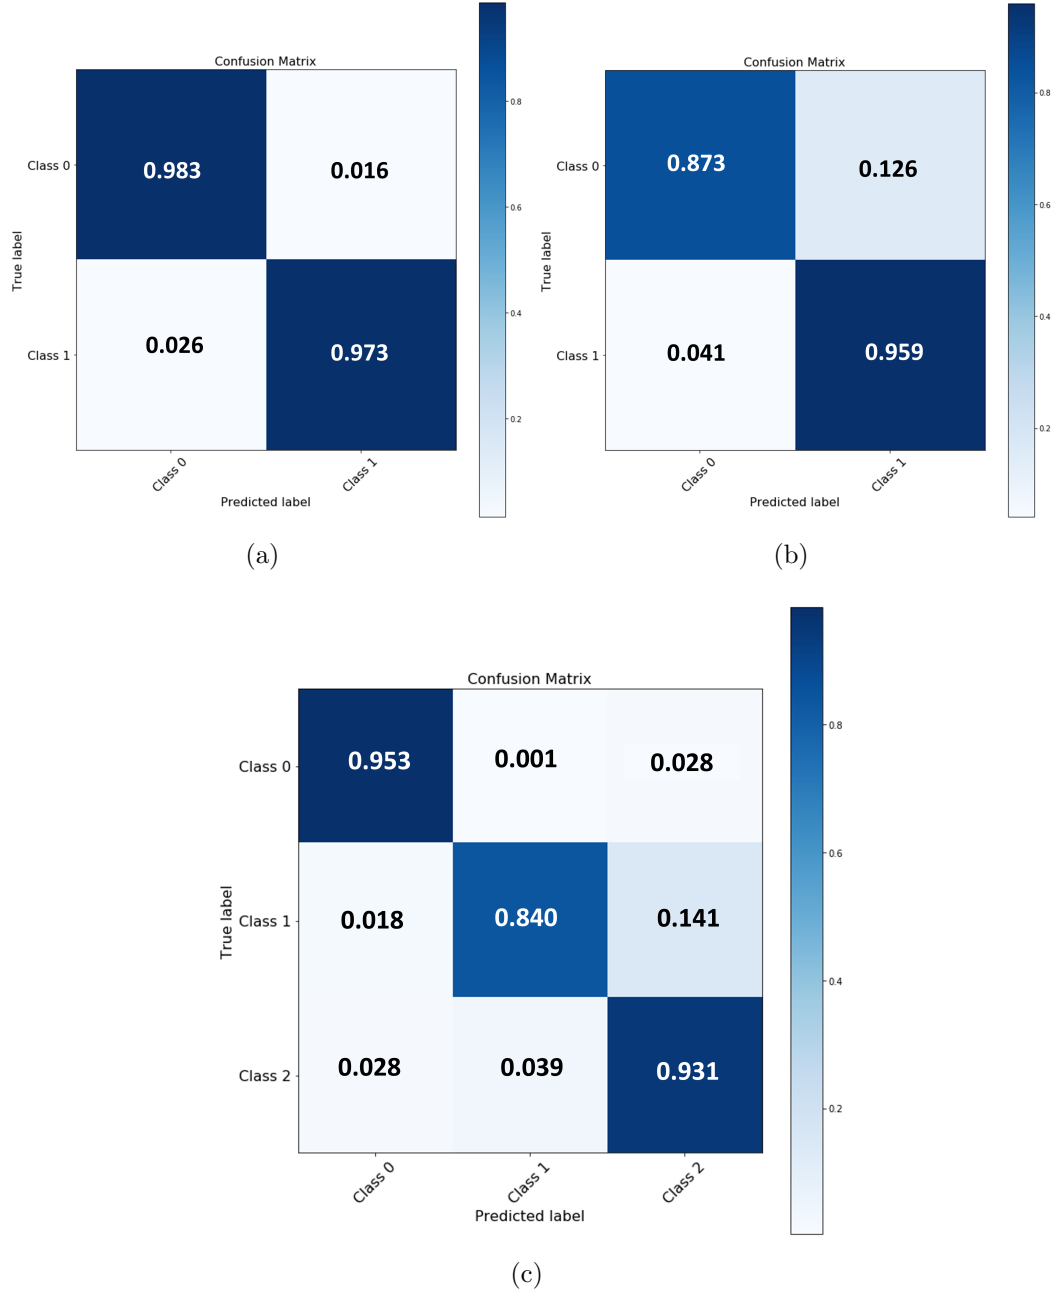 Confusion Matrix
Class 0
0.983
0.016
0.8
0.6
True label
0.4
Class 1
0.026
0.973
0.2
Class 0
Class 1
Predicted label
(a)
Confusion Matrix
Class 0
0.873
0.126
0.8
0.6
True label
0.4
Class 1
0.041
0.959
0.2
Class 0
Class 1
Predicted label
(b)
Confusion Matrix
Class 0
0.953
0.001
0.028
0.8
0.6
True label
Class 1
0.018
0.840
0.141
0.4
Class 2
0.028
0.039
0.931
0.2
Class 0
Class 1
Class 2
Predicted label
(c)